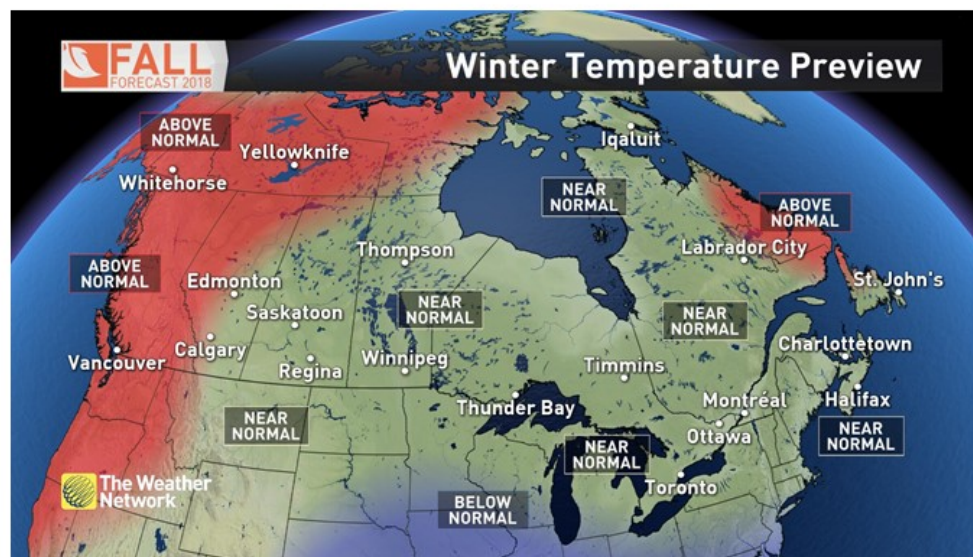 FALL
FORECAST 2018
Winter Temperature Preview
ABOVE
NORMAL
Yellowknife
Whitehorse
Iqaluit
NEAR
NORMAL
ABOVE
NORMAL
Labrador City
St. John's
ABOVE
NORMAL
Thompson
Edmonton
Saskatoon
NEAR
NORMAL
NEAR
NORMAL
Charlottetown
Vancouver
Calgary
Regina
Winnipeg
Timmins
Thunder Bay
Montréal
Halifax
Ottawa
NEAR
NORMAL
NEAR
NORMAL
NEAR
NORMAL
Toronto
The Weather
Network
BELOW
NORMAL